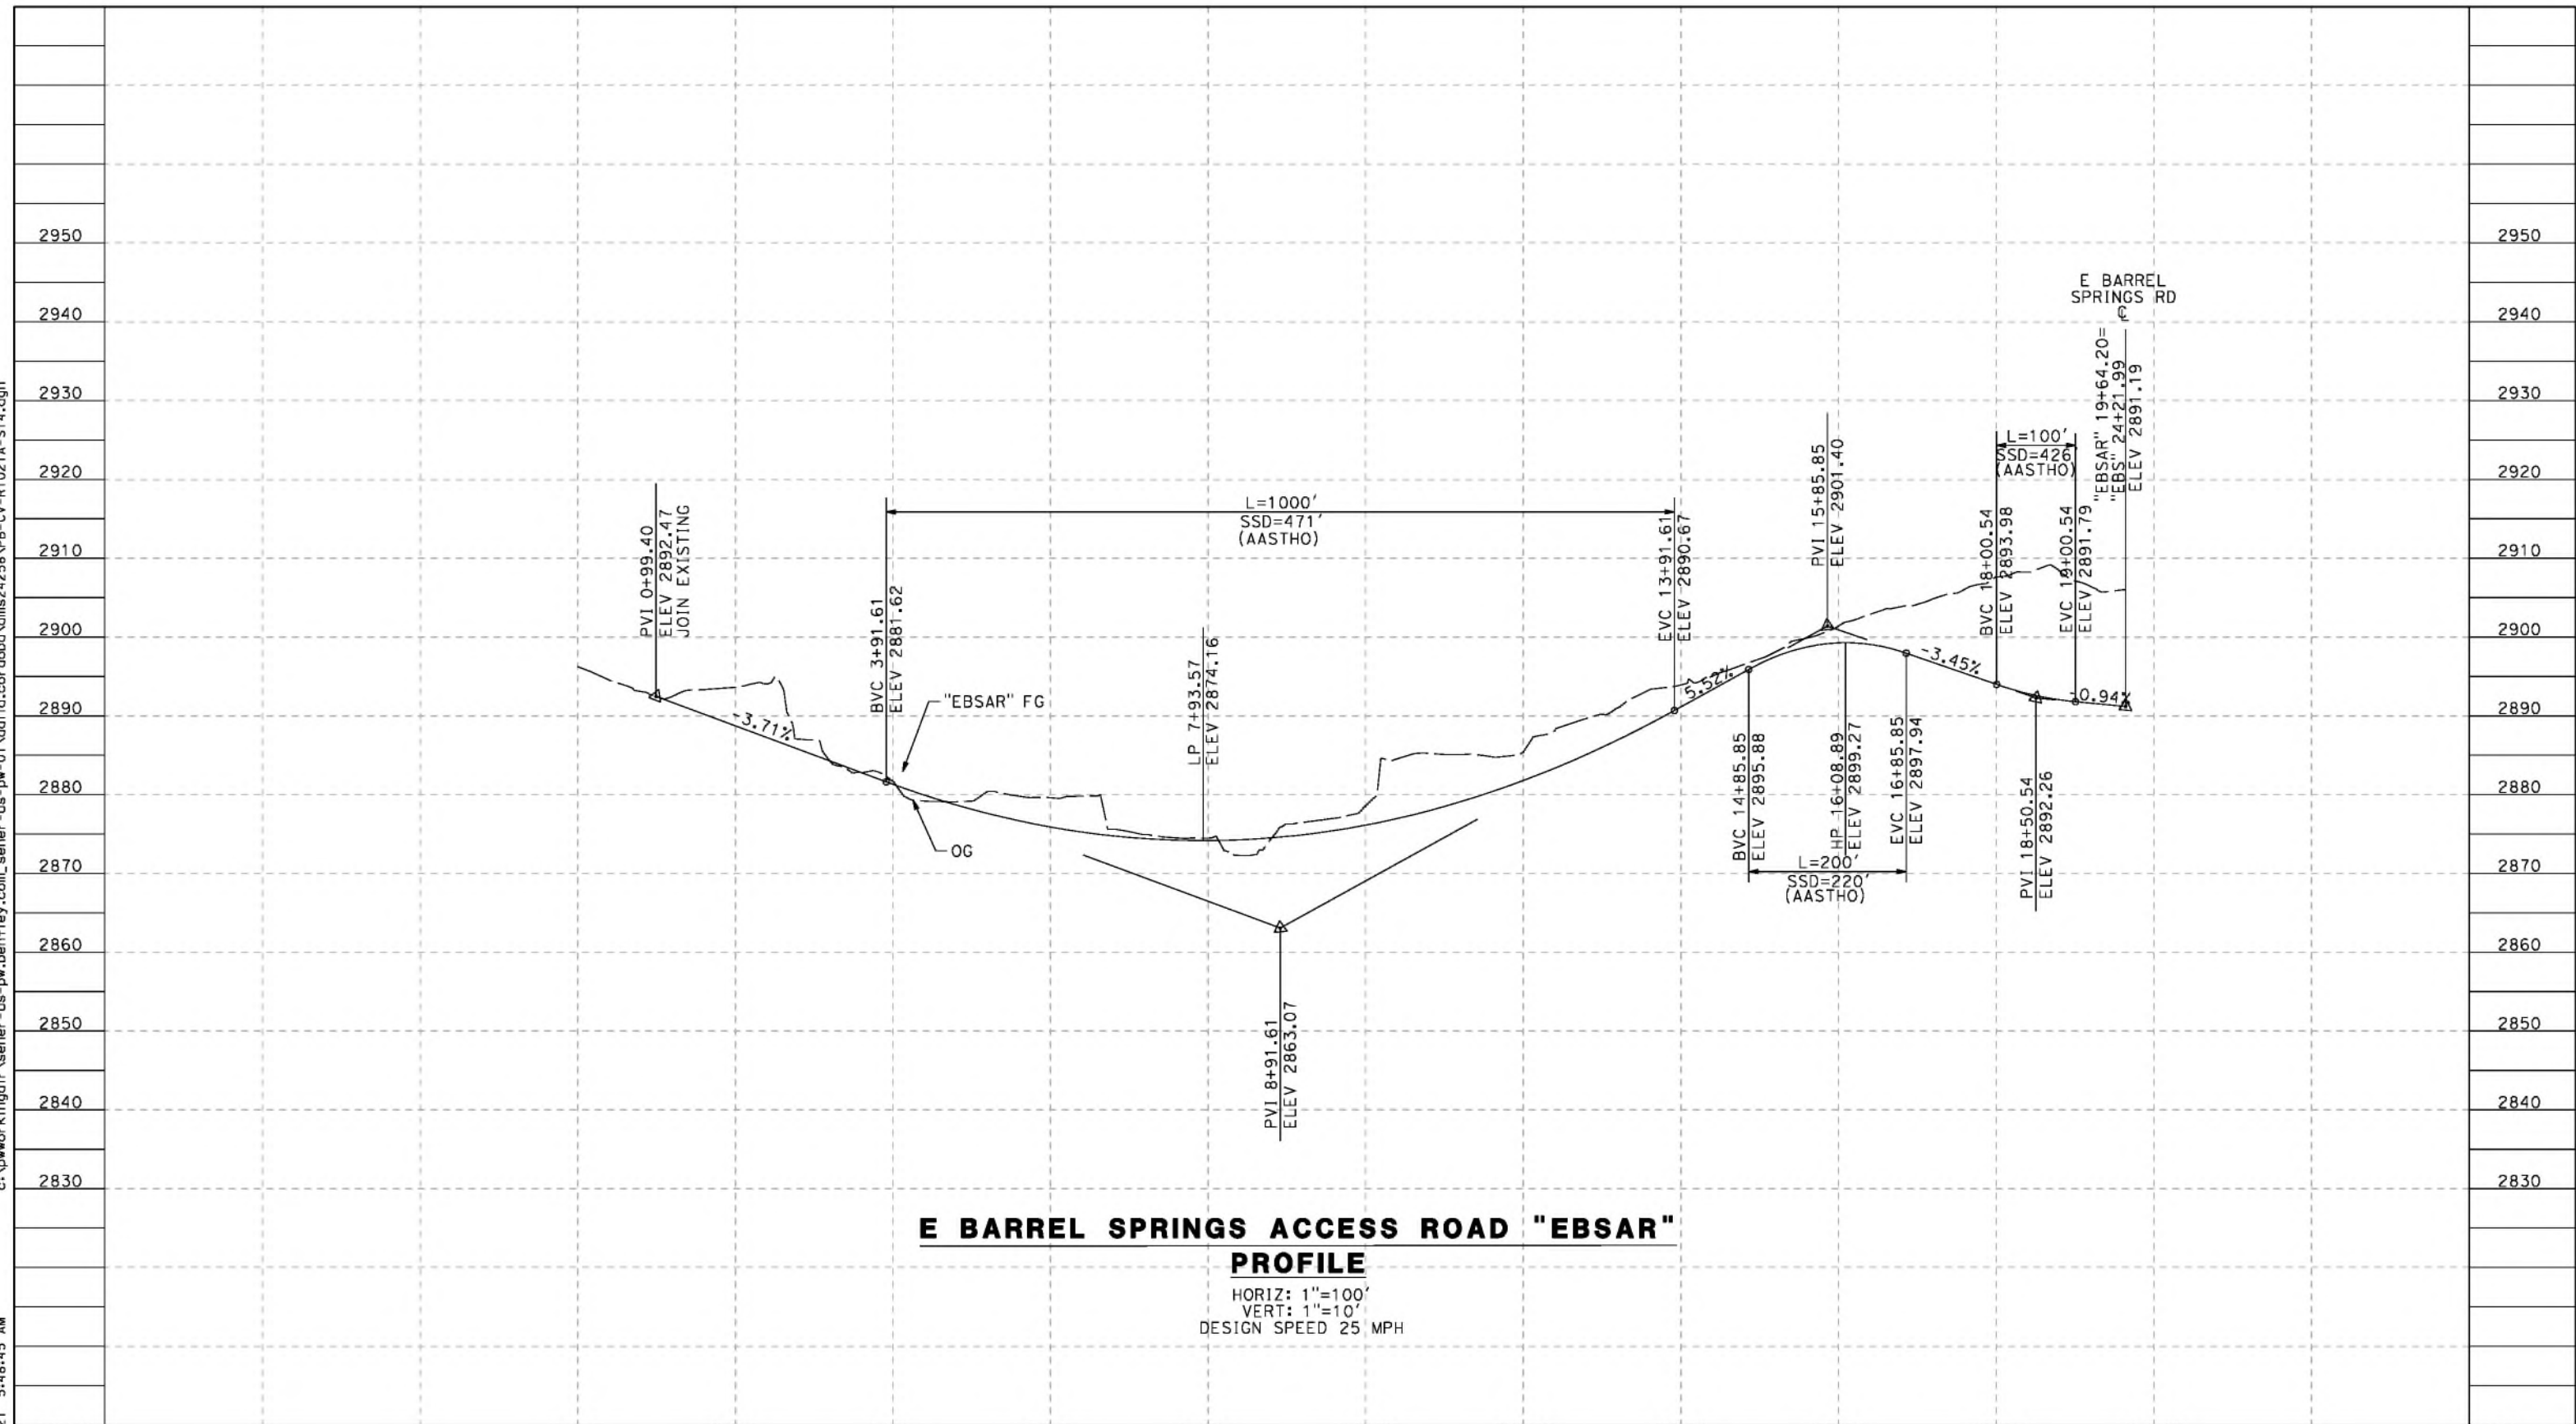 2950
2940
2930
2920
2910
2900
2890
2880
2870
2860
2850
2840
2830
PVI 0+99.40
ELEV 2892.47
JOIN EXISTING
-3.71%
BVC 3+91.61
ELEV 2881.62
"EBSAR" FG
OG
L=1000'
SSD=471'
(AASTHO)
LP 7+93.57
ELEV 2874.16
PVI 8+91.61
ELEV 2863.07
EVC 13+91.61
ELEV 2890.67
5.52%
BVC 14+85.85
ELEV 2895.88
PVI 15+85.85
ELEV 2901.40
HP 16+08.89
ELEV 2899.27
EVC 16+85.85
ELEV 2897.94
L=200'
SSD=220'
(AASTHO)
-3.45%
BVC 18+00.54
ELEV 2893.98
L=100'
SSD=426
(AASTHO)
PVI 18+50.54
ELEV 2892.26
EVC 19+00.54
ELEV 2891.79
-0.94%
E BARREL
SPRINGS RD
℄
"EBSAR" 19+64.20=
"EBS" 24+21.99
ELEV 2891.19
2950
2940
2930
2920
2910
2900
2890
2880
2870
2860
2850
2840
2830
E BARREL SPRINGS ACCESS ROAD "EBSAR"
PROFILE
HORIZ: 1"=100'
VERT: 1"=10'
DESIGN SPEED 25 MPH